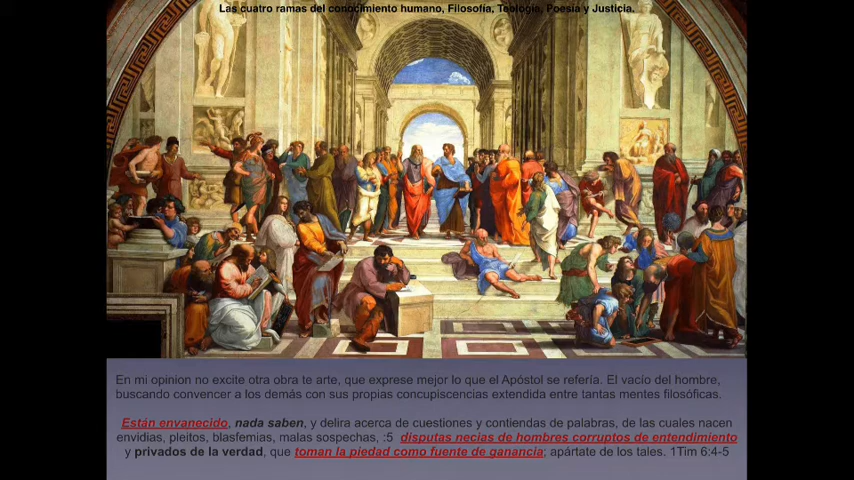 Las cuatro ramas del conocimiento humano, Filosofía, Teología, Poesía y Justicia.
En mi opinion no excite otra obra te arte, que exprese mejor lo que el Apóstol se refería. El vacío del hombre,
buscando convencer a los demás con sus propias concupiscencias extendida entre tantas mentes filosóficas.
Están envanecido, nada saben, y delira acerca de cuestiones y contiendas de palabras, de las cuales nacen
envidias, pleitos, blasfemias, malas sospechas, :5 disputas necias de hombres corruptos de entendimiento
y privados de la verdad, que toman la piedad como fuente de ganancia; apártate de los tales. 1Tim 6:4-5